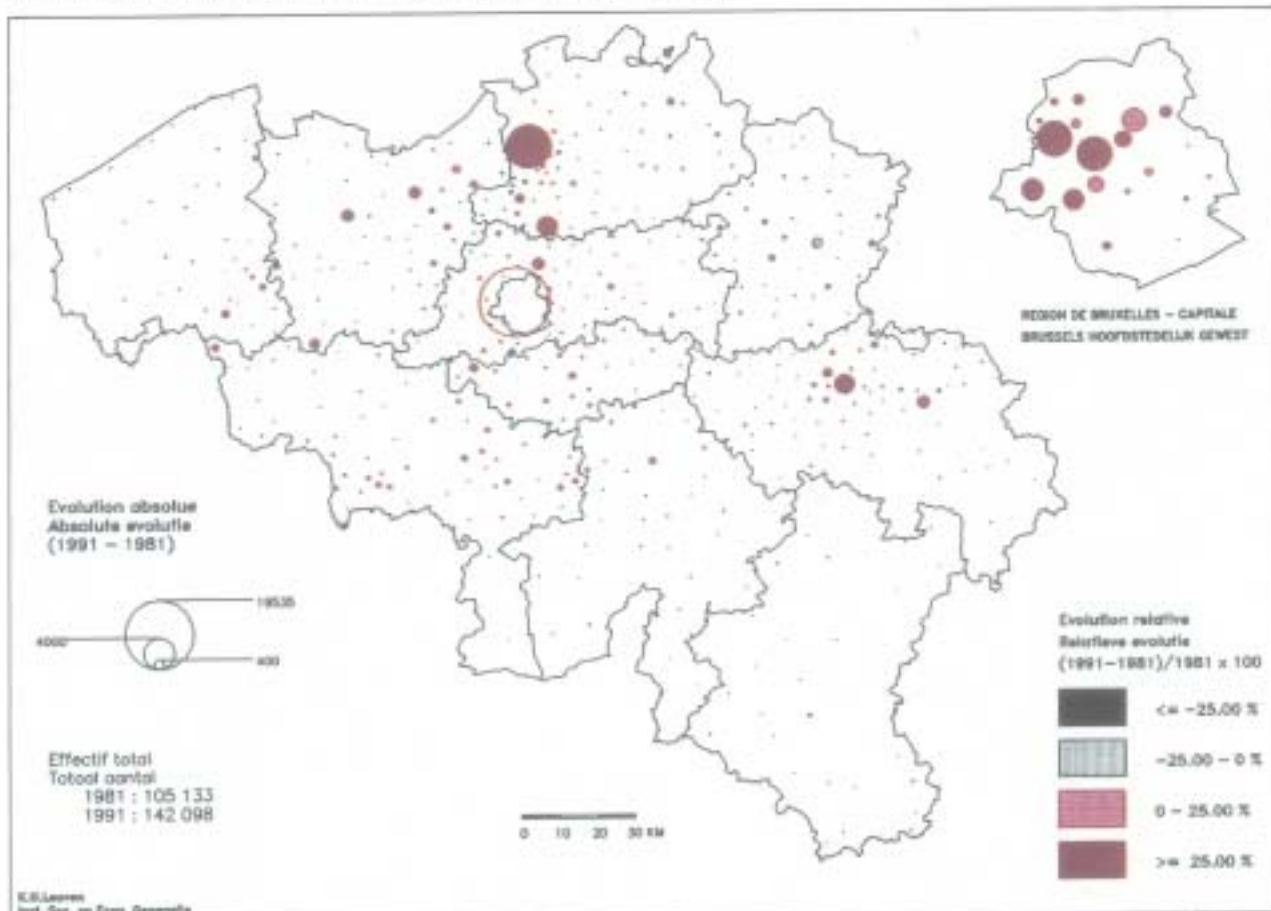 REGION DE BRUXELLES - CAPITALE
BRUSSELS HOOFDSTEDELIJK GEWEST
Evolution absolue
Absolute evolutie
(1991 - 1981)
19535
4000
400
Effectif total
Totaal aantal
1981 : 105 133
1991 : 142 098
0 10 20 30 KM
Evolution relative
Relatieve evolutie
(1991-1981)/1981 x 100
<= -25.00 %
-25.00 - 0 %
0 - 25.00 %
>= 25.00 %
K.U.Leuven